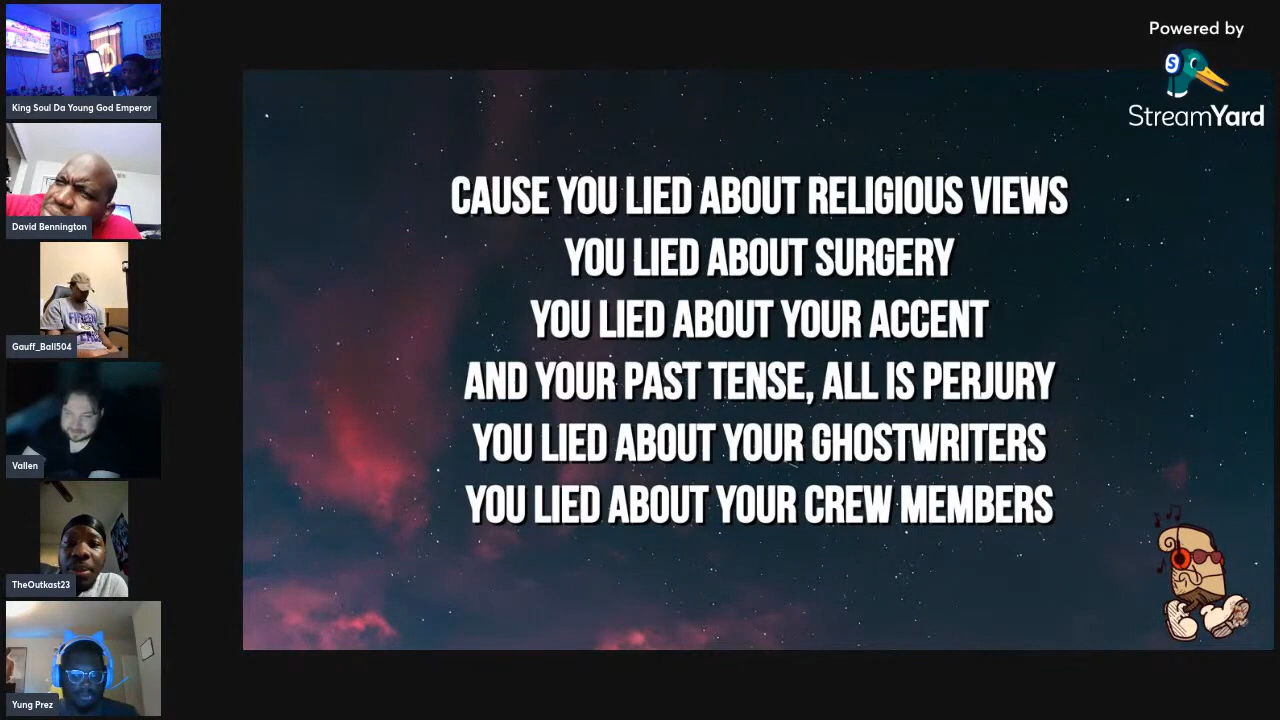 King Soul Da Young God Emperor
David Bennington
Gauff_Ball504
Vallen
TheOutkast23
Yung Prez
CAUSE YOU LIED ABOUT RELIGIOUS VIEWS
YOU LIED ABOUT SURGERY
YOU LIED ABOUT YOUR ACCENT
AND YOUR PAST TENSE, ALL IS PERJURY
YOU LIED ABOUT YOUR GHOSTWRITERS
YOU LIED ABOUT YOUR CREW MEMBERS
Powered by
S
StreamYard